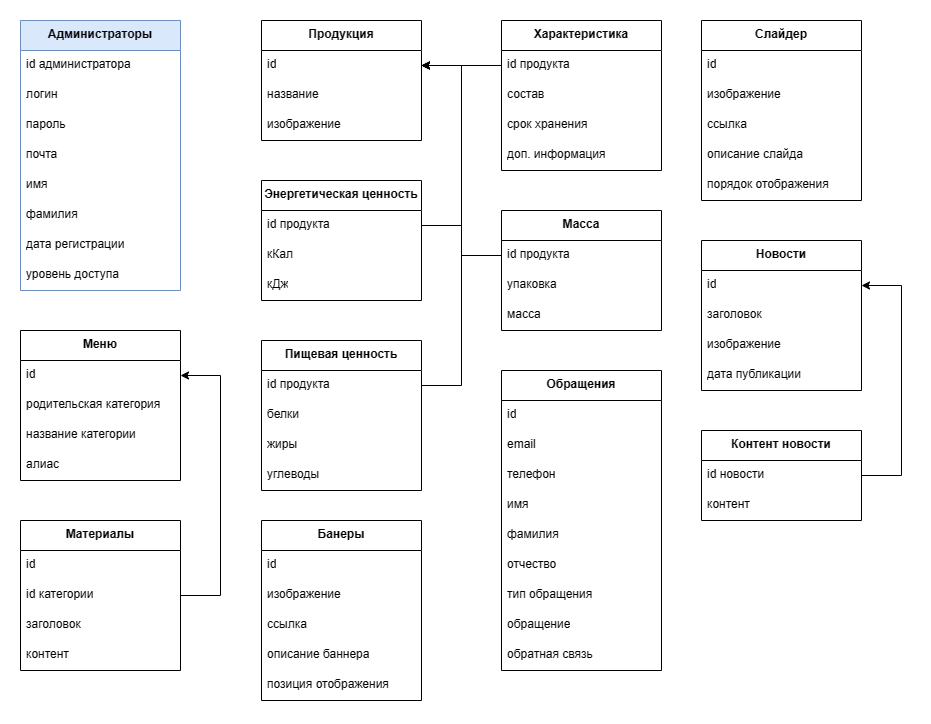 Администраторы
id администратора
логин
пароль
почта
имя
фамилия
дата регистрации
уровень доступа
Меню
id
родительская категория
название категории
алиас
Материалы
id
id категории
заголовок
контент
Продукция
id
название
изображение
Энергетическая ценность
id продукта
кКал
кДж
Пищевая ценность
id продукта
белки
жиры
углеводы
Банеры
id
изображение
ссылка
описание баннера
позиция отображения
Характеристика
id продукта
состав
срок хранения
доп. информация
Масса
id продукта
упаковка
масса
Обращения
id
email
телефон
имя
фамилия
отчество
тип обращения
обращение
обратная связь
Слайдер
id
изображение
ссылка
описание слайда
порядок отображения
Новости
id
заголовок
изображение
дата публикации
Контент новости
id новости
контент